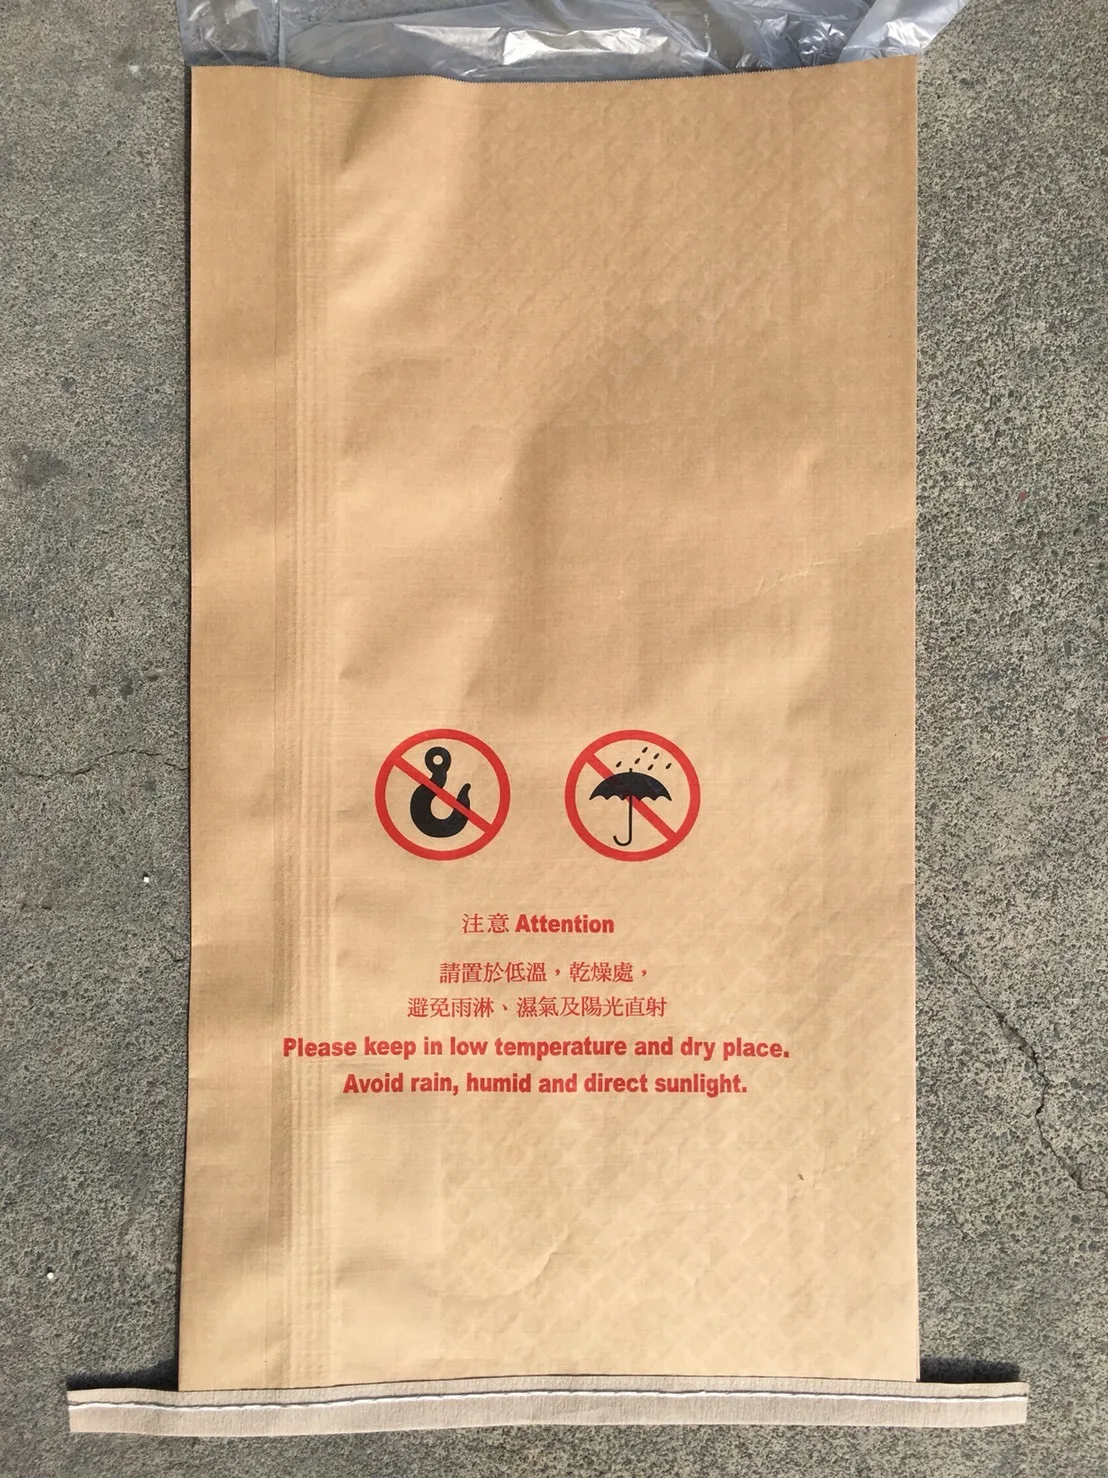 注意 Attention
請置於低溫，乾燥處，
避免雨淋、濕氣及陽光直射
Please keep in low temperature and dry place.
Avoid rain, humid and direct sunlight.